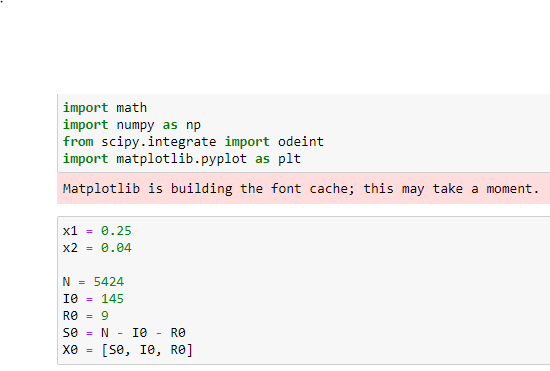 import math
import numpy as np
from scipy.integrate import odeint
import matplotlib.pyplot as plt
Matplotlib is building the font cache; this may take a moment.
x1 = 0.25
x2 = 0.04
N = 5424
I0 = 145
R0 = 9
S0 = N - I0 - R0
X0 = [S0, I0, R0]